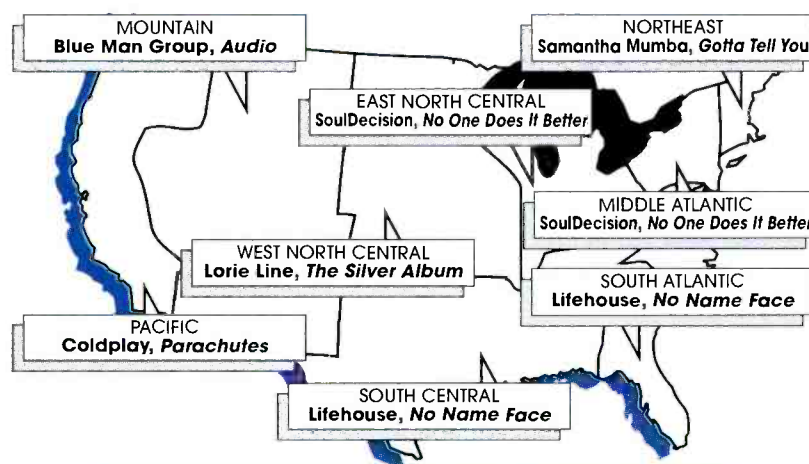 MOUNTAIN
Blue Man Group, Audio
NORTHEAST
Samantha Mumba, Gotta Tell You
EAST NORTH CENTRAL
SoulDecision, No One Does It Better
MIDDLE ATLANTIC
SoulDecision, No One Does It Better
WEST NORTH CENTRAL
Lorie Line, The Silver Album
SOUTH ATLANTIC
Lifehouse, No Name Face
PACIFIC
Coldplay, Parachutes
SOUTH CENTRAL
Lifehouse, No Name Face